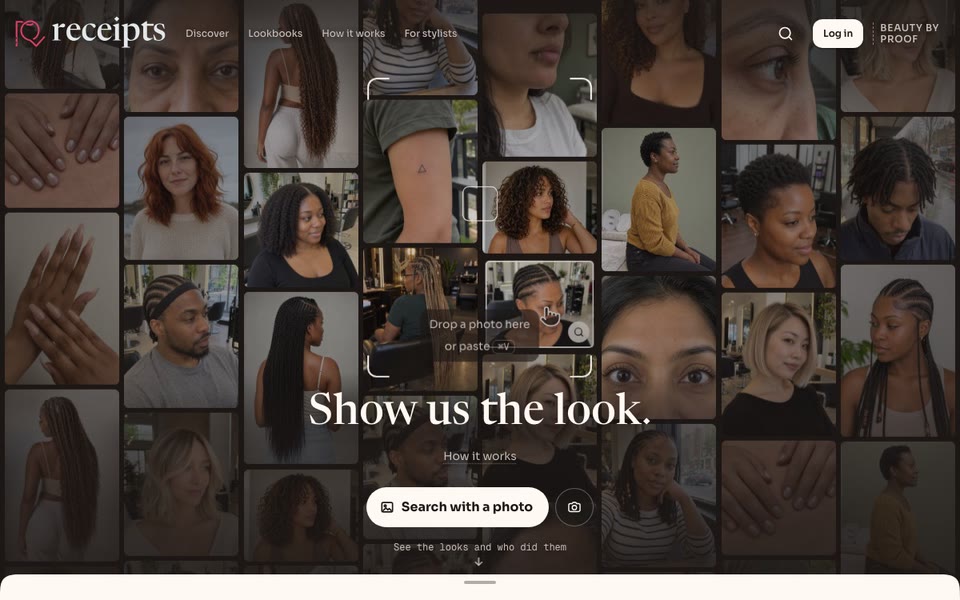 receipts
Discover
Lookbooks
How it works
For stylists
Log in
BEAUTY BY
PROOF
Drop a photo here
or paste ⌘V
Show us the look.
How it works
Search with a photo
See the looks and who did them
↓